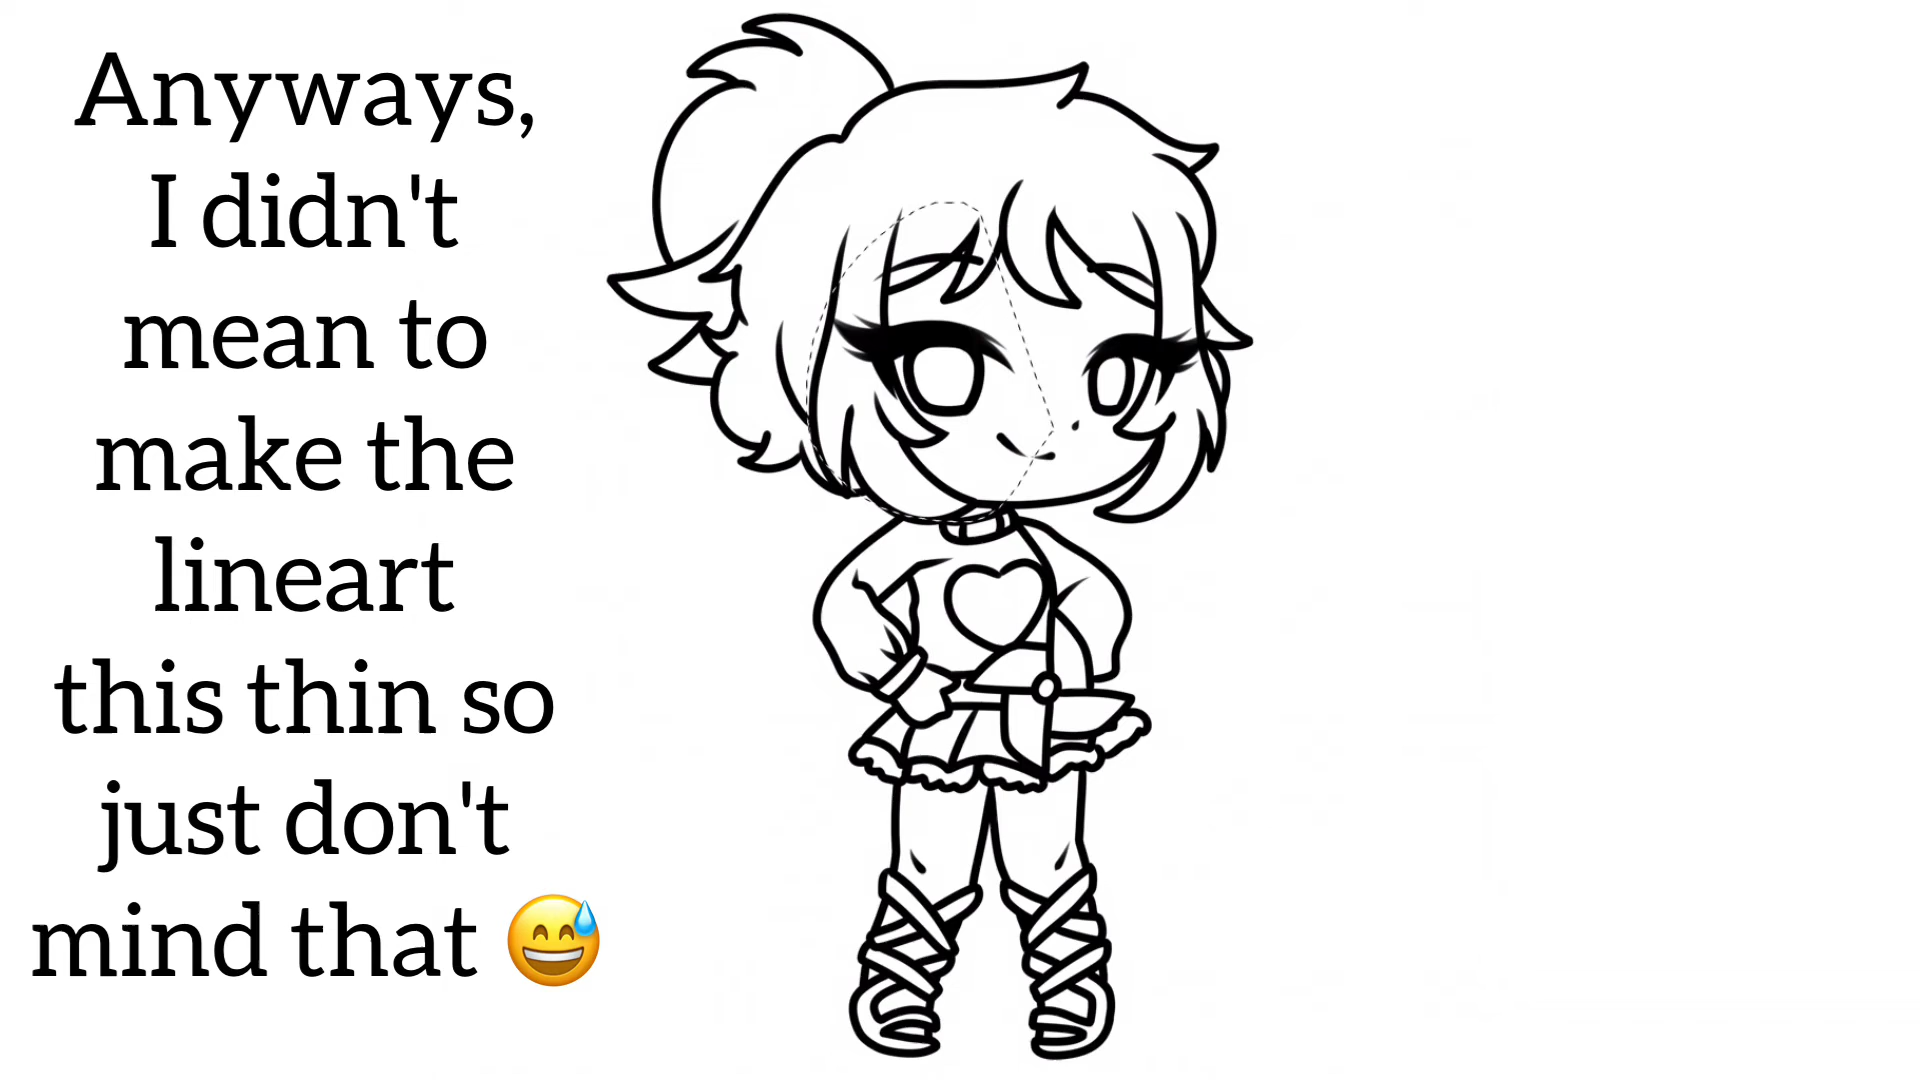 Anyways,
I didn't
mean to
make the
lineart
this thin so
just don't
mind that 😅